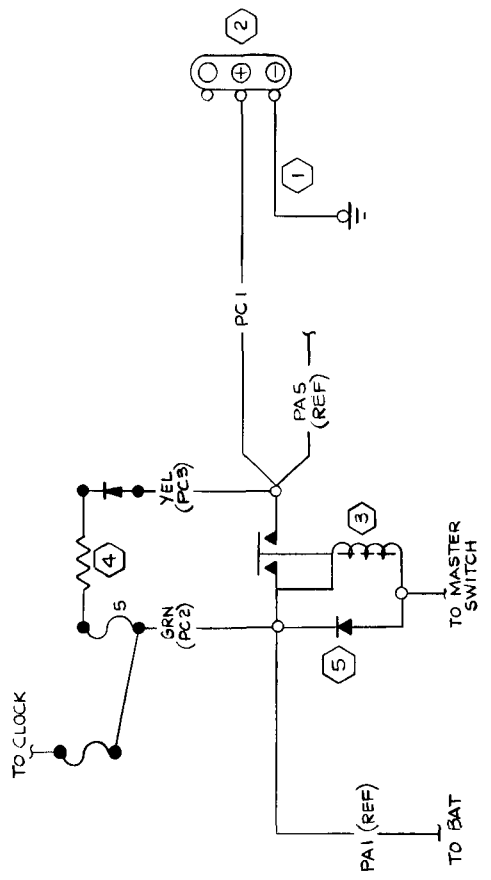 TO CLOCK
5
4
GRN
(PC2)
YEL
(PC3)
PC1
2
+
−
1
PA5
(REF)
3
5
TO MASTER
SWITCH
PA1 (REF)
TO BAT